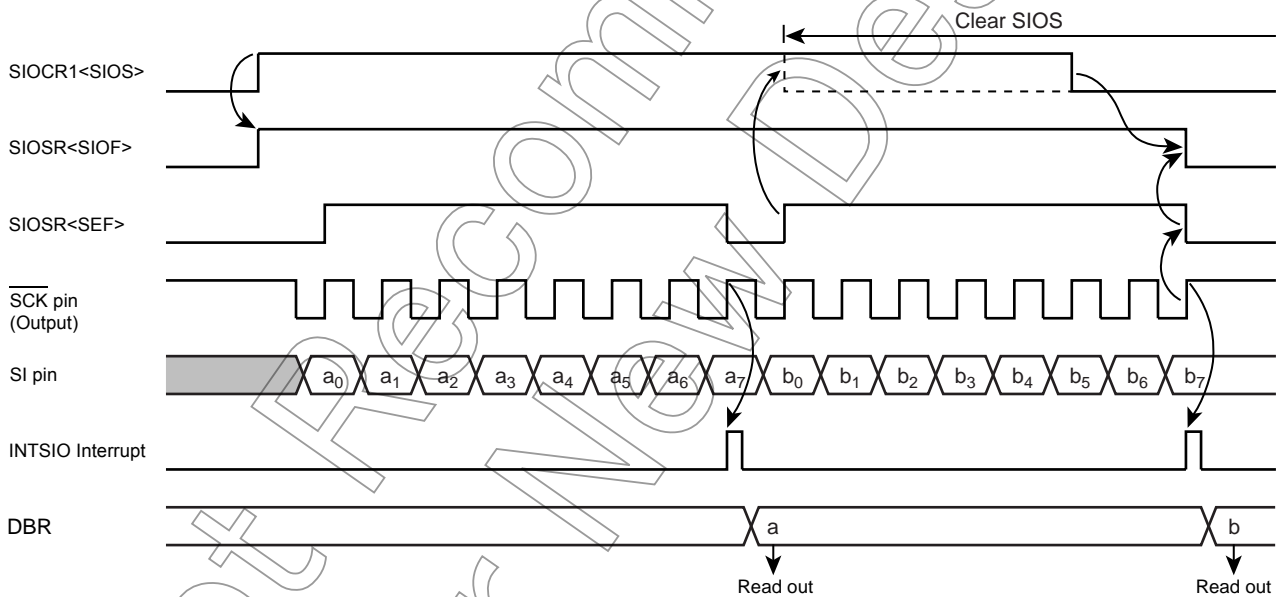 Clear SIOS
SIOCR1<SIOS>
SIOSR<SIOF>
SIOSR<SEF>
SCK pin
(Output)
SI pin
a0 a1 a2 a3 a4 a5 a6 a7 b0 b1 b2 b3 b4 b5 b6 b7
INTSIO Interrupt
DBR a b
Read out Read out